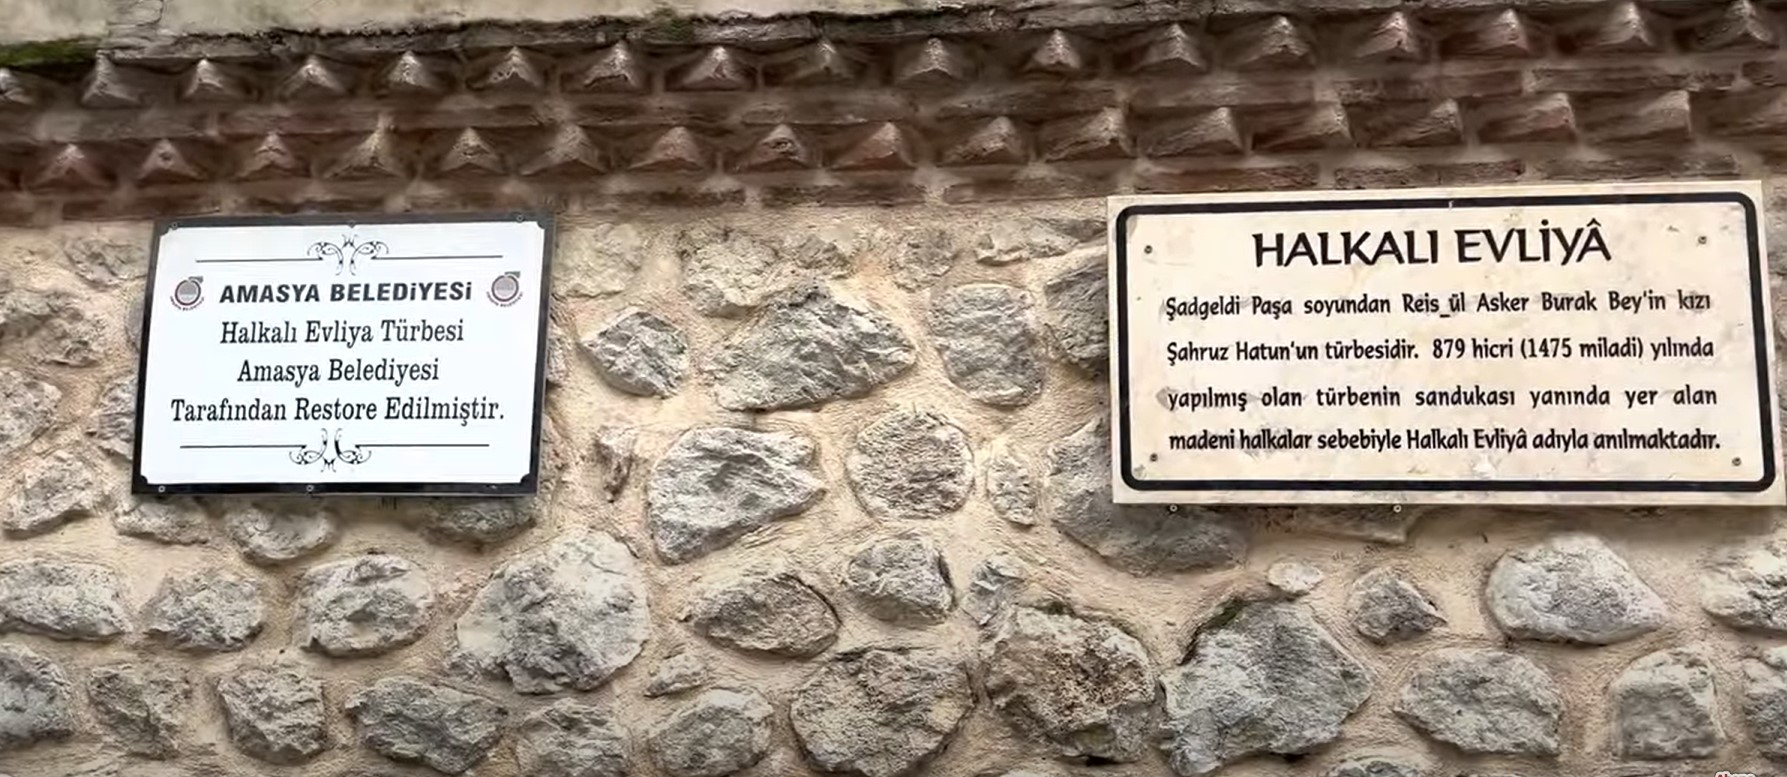 AMASYA BELEDİYESİ
Halkalı Evliya Türbesi
Amasya Belediyesi
Tarafından Restore Edilmiştir.
HALKALI EVLİYÂ
Şadgeldi Paşa soyundan Reis_ül Asker Burak Bey'in kızı
Şahruz Hatun'un türbesidir. 879 hicri (1475 miladi) yılında
yapılmış olan türbenin sandukası yanında yer alan
madeni halkalar sebebiyle Halkalı Evliyâ adıyla anılmaktadır.